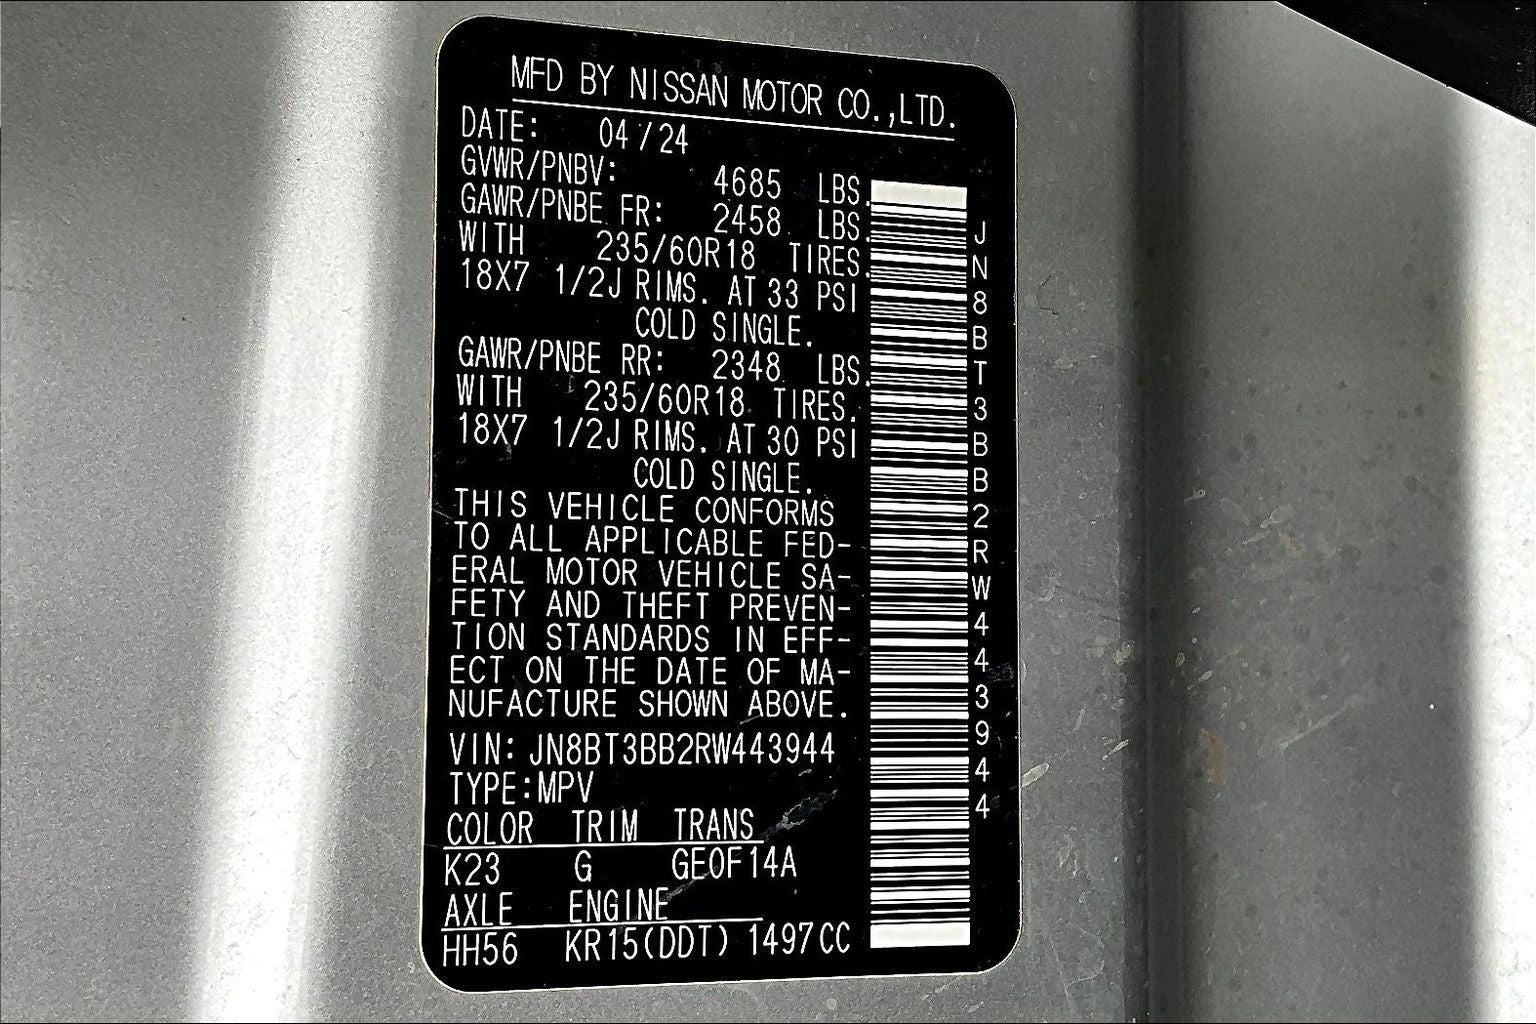 MFD BY NISSAN MOTOR CO.,LTD.
DATE: 04/24
GVWR/PNBV: 4685 LBS.
GAWR/PNBE FR: 2458 LBS.
WITH 235/60R18 TIRES.
18X7 1/2J RIMS. AT 33 PSI
COLD SINGLE.
GAWR/PNBE RR: 2348 LBS.
WITH 235/60R18 TIRES.
18X7 1/2J RIMS. AT 30 PSI
COLD SINGLE.
THIS VEHICLE CONFORMS
TO ALL APPLICABLE FED-
ERAL MOTOR VEHICLE SA-
FETY AND THEFT PREVEN-
TION STANDARDS IN EFF-
ECT ON THE DATE OF MA-
NUFACTURE SHOWN ABOVE.
VIN: JN8BT3BB2RW443944
TYPE:MPV
COLOR TRIM TRANS
K23 G GE0F14A
AXLE ENGINE
HH56 KR15(DDT) 1497CC
JN8BT3BB2RW443944